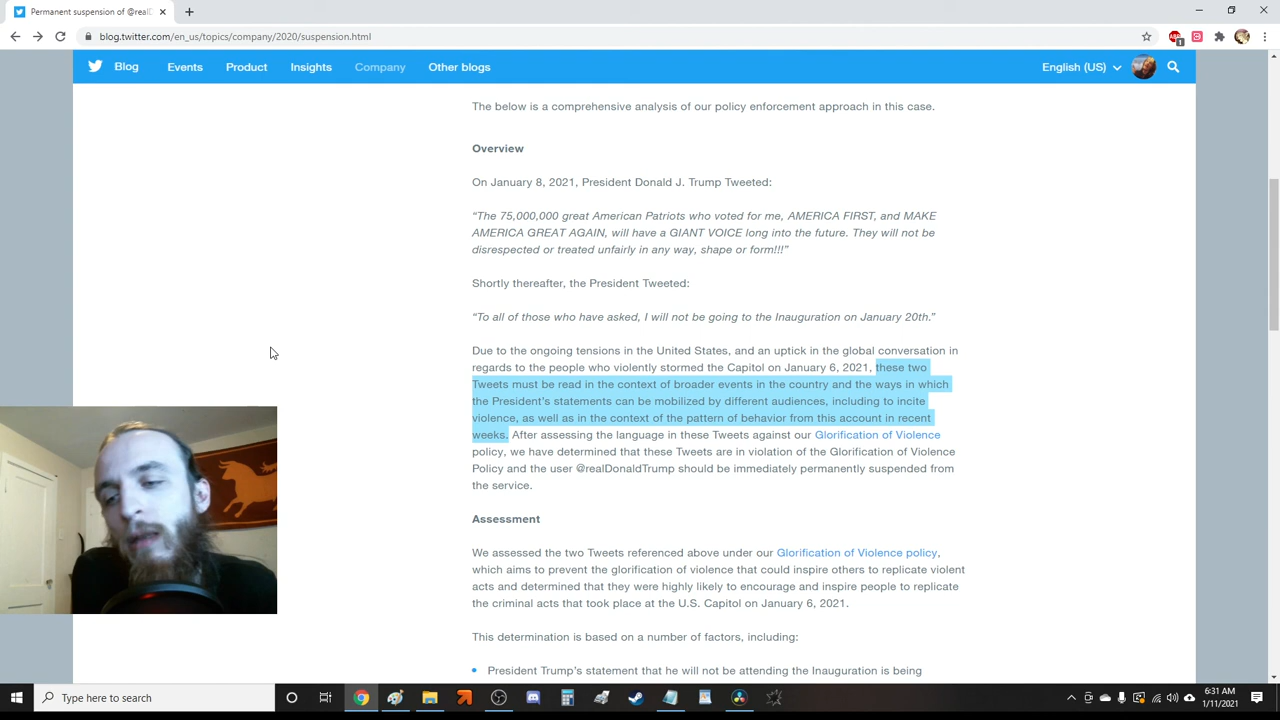 Permanent suspension of @realD
blog.twitter.com/en_us/topics/company/2020/suspension.html
1
Blog Events Product Insights Company Other blogs English (US)
The below is a comprehensive analysis of our policy enforcement approach in this case.
Overview
On January 8, 2021, President Donald J. Trump Tweeted:
“The 75,000,000 great American Patriots who voted for me, AMERICA FIRST, and MAKE
AMERICA GREAT AGAIN, will have a GIANT VOICE long into the future. They will not be
disrespected or treated unfairly in any way, shape or form!!!”
Shortly thereafter, the President Tweeted:
“To all of those who have asked, I will not be going to the Inauguration on January 20th.”
Due to the ongoing tensions in the United States, and an uptick in the global conversation in
regards to the people who violently stormed the Capitol on January 6, 2021, these two
Tweets must be read in the context of broader events in the country and the ways in which
the President’s statements can be mobilized by different audiences, including to incite
violence, as well as in the context of the pattern of behavior from this account in recent
weeks. After assessing the language in these Tweets against our Glorification of Violence
policy, we have determined that these Tweets are in violation of the Glorification of Violence
Policy and the user @realDonaldTrump should be immediately permanently suspended from
the service.
Assessment
We assessed the two Tweets referenced above under our Glorification of Violence policy,
which aims to prevent the glorification of violence that could inspire others to replicate violent
acts and determined that they were highly likely to encourage and inspire people to replicate
the criminal acts that took place at the U.S. Capitol on January 6, 2021.
This determination is based on a number of factors, including:
President Trump’s statement that he will not be attending the Inauguration is being
Type here to search
6:31 AM
1/11/2021